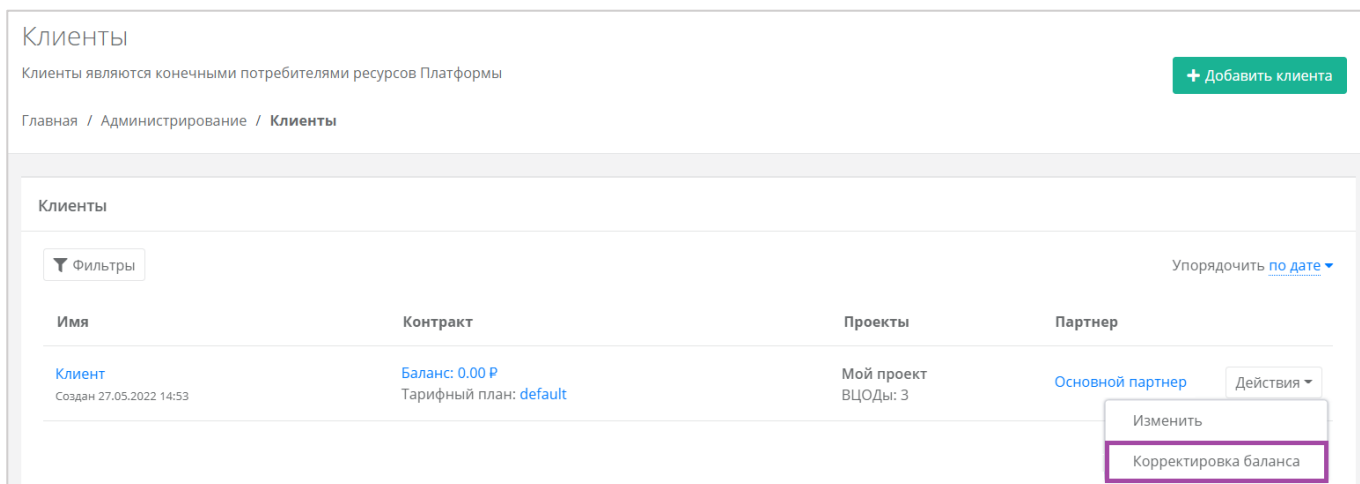 Клиенты
Клиенты являются конечными потребителями ресурсов Платформы
+ Добавить клиента
Главная / Администрирование / Клиенты
Клиенты
Фильтры
Упорядочить по дате
Имя Контракт Проекты Партнер
Клиент Баланс: 0.00 ₽ Мой проект Основной партнер Действия
Создан 27.05.2022 14:53 Тарифный план: default ВЦОДы: 3
Изменить
Корректировка баланса